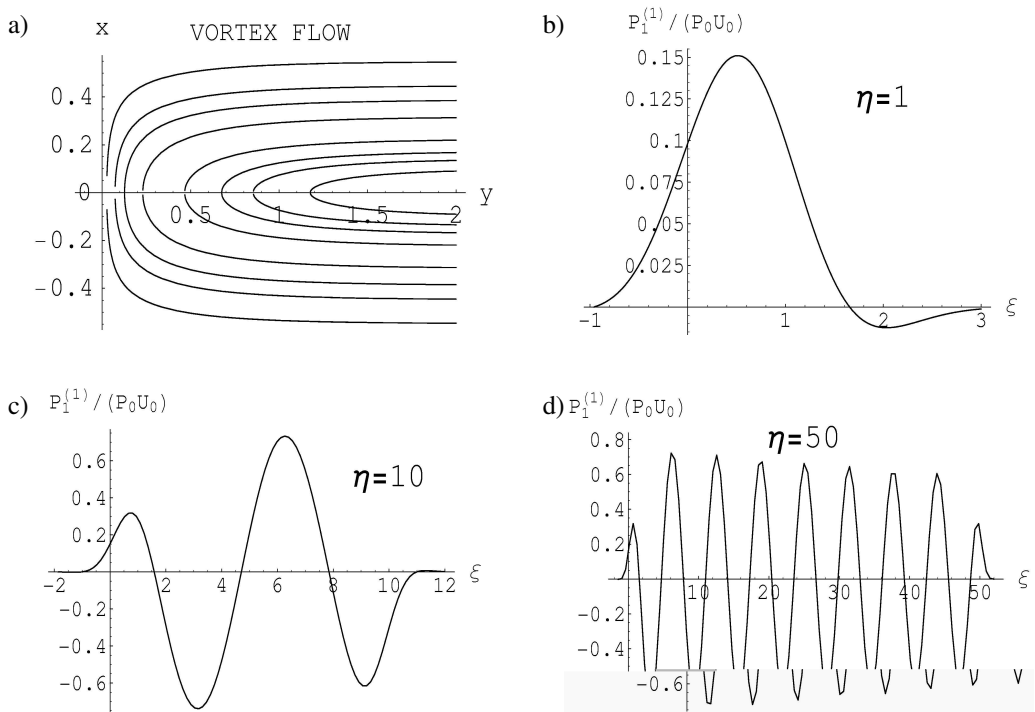 a) x VORTEX FLOW
0.4
0.2
0 0.5 1 1.5 2 y
-0.2
-0.4
b) P₁⁽¹⁾/(P₀U₀)
0.15
0.125
η=1
0.1
0.075
0.05
0.025
-1 1 2 3 ξ
c) P₁⁽¹⁾/(P₀U₀)
0.6
η=10
0.4
0.2
-2 2 4 6 8 10 12 ξ
-0.2
-0.4
-0.6
d) P₁⁽¹⁾/(P₀U₀)
0.8 η=50
0.6
0.4
0.2
10 20 30 40 50 ξ
-0.2
-0.4
-0.6